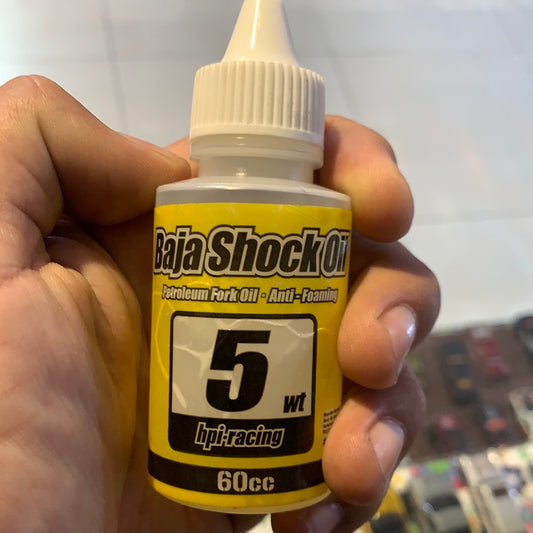 Baja Shock Oil
Petroleum Fork Oil - Anti - Foaming
5
wt
hpi-racing
60cc